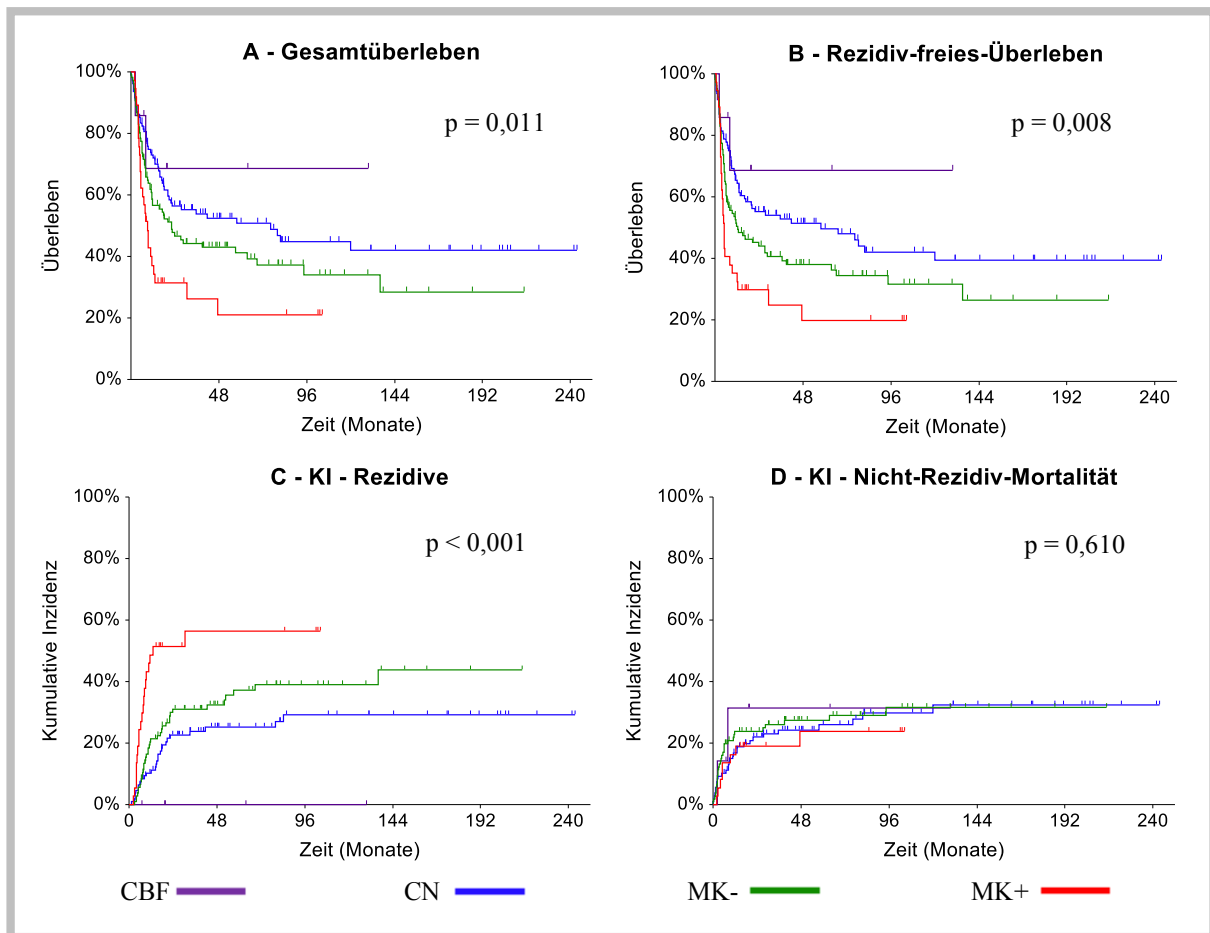 A - Gesamtüberleben
100%
80%
60%
40%
20%
0%
Überleben
p = 0,011
48 96 144 192 240
Zeit (Monate)
B - Rezidiv-freies-Überleben
100%
80%
60%
40%
20%
0%
Überleben
p = 0,008
48 96 144 192 240
Zeit (Monate)
C - KI - Rezidive
100%
80%
60%
40%
20%
0%
Kumulative Inzidenz
p < 0,001
0 48 96 144 192 240
Zeit (Monate)
D - KI - Nicht-Rezidiv-Mortalität
100%
80%
60%
40%
20%
0%
Kumulative Inzidenz
p = 0,610
0 48 96 144 192 240
Zeit (Monate)
CBF CN MK- MK+